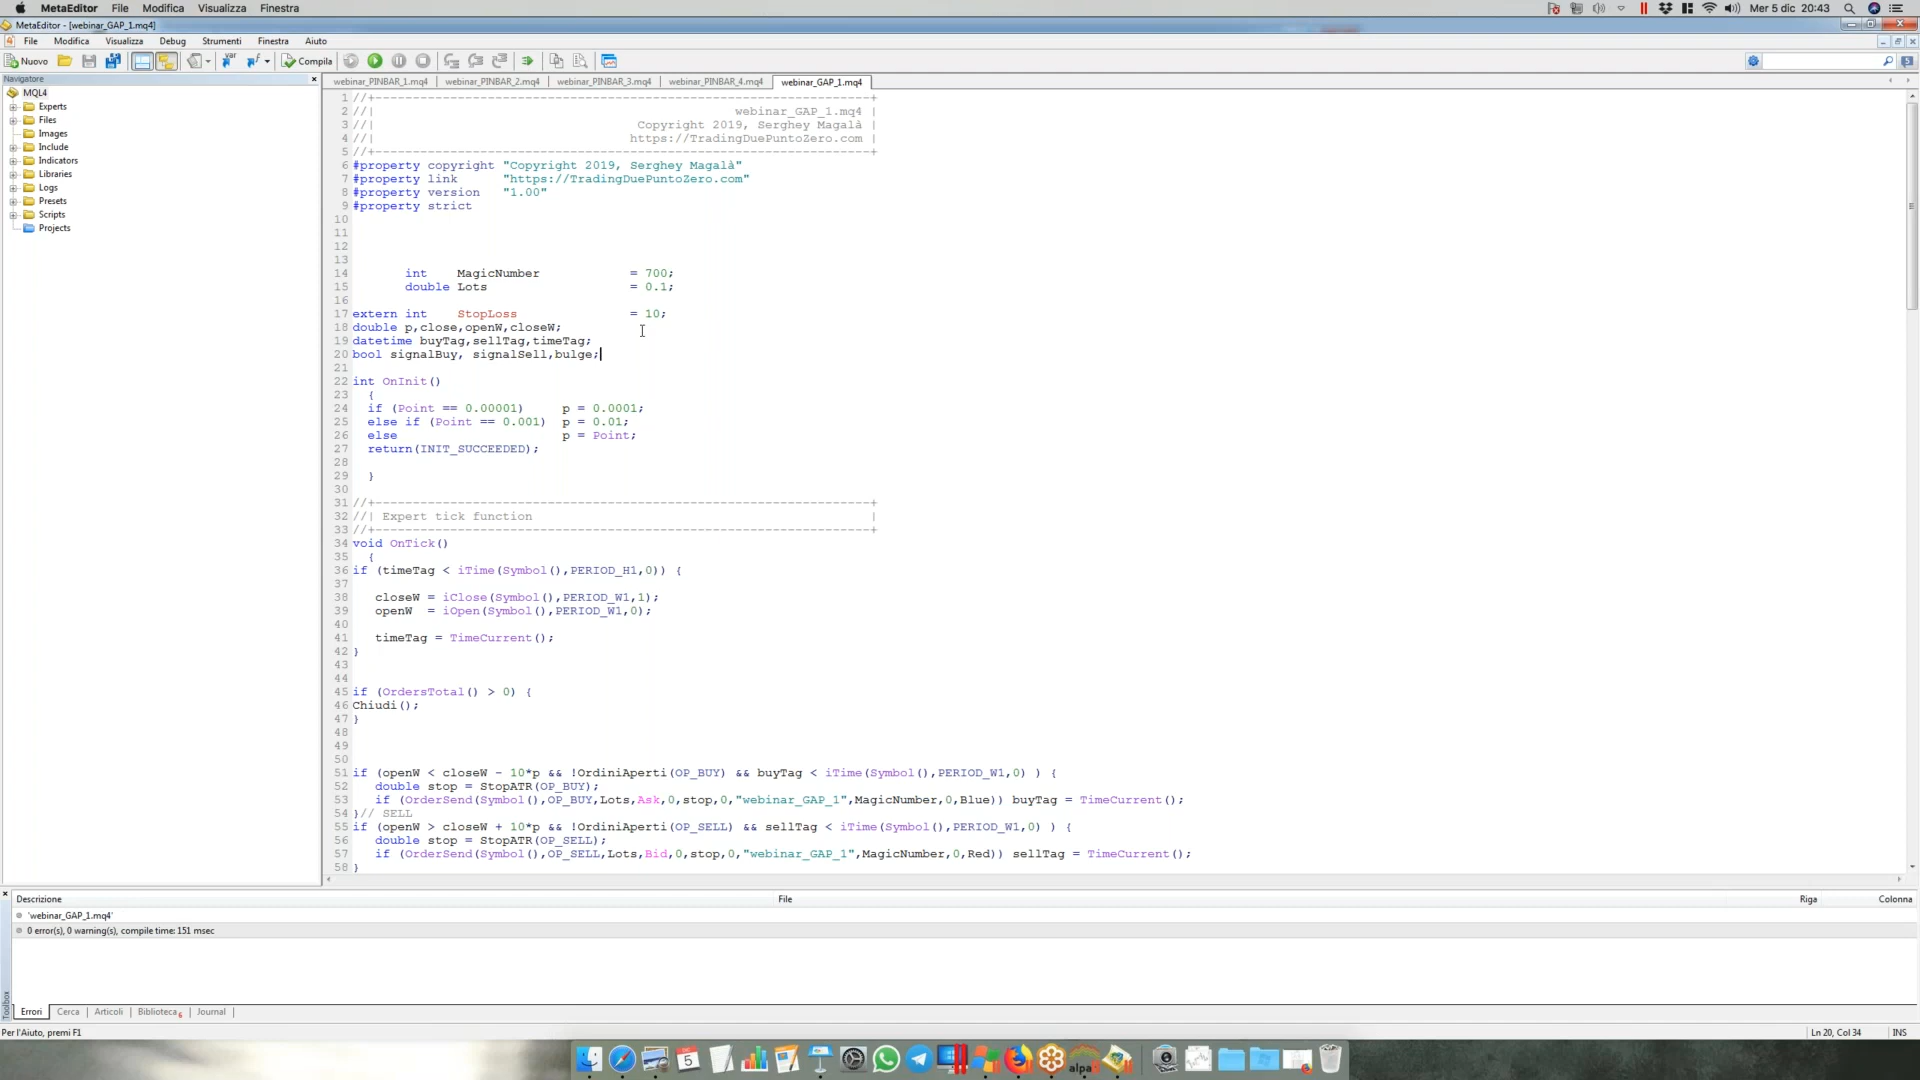 MetaEditor File Modifica Visualizza Finestra Mer 5 dic 20:43
MetaEditor - [webinar_GAP_1.mq4]
File Modifica Visualizza Debug Strumenti Finestra Aiuto
Nuovo Compila
Navigatore
webinar_PINBAR_1.mq4 webinar_PINBAR_2.mq4 webinar_PINBAR_3.mq4 webinar_PINBAR_4.mq4 webinar_GAP_1.mq4
MQL4
Experts
Files
Images
Include
Indicators
Libraries
Logs
Presets
Scripts
Projects
1 //+------------------------------------------------------------------+
2 //| webinar_GAP_1.mq4 |
3 //| Copyright 2019, Serghey Magalà |
4 //| https://TradingDuePuntoZero.com |
5 //+------------------------------------------------------------------+
6 #property copyright "Copyright 2019, Serghey Magalà"
7 #property link "https://TradingDuePuntoZero.com"
8 #property version "1.00"
9 #property strict
10
11
12
13
14 int MagicNumber = 700;
15 double Lots = 0.1;
16
17 extern int StopLoss = 10;
18 double p,close,openW,closeW;
19 datetime buyTag,sellTag,timeTag;
20 bool signalBuy, signalSell,bulge;
21
22 int OnInit()
23 {
24 if (Point == 0.00001) p = 0.0001;
25 else if (Point == 0.001) p = 0.01;
26 else p = Point;
27 return(INIT_SUCCEEDED);
28
29 }
30
31 //+------------------------------------------------------------------+
32 //| Expert tick function |
33 //+------------------------------------------------------------------+
34 void OnTick()
35 {
36 if (timeTag < iTime(Symbol(),PERIOD_H1,0)) {
37
38 closeW = iClose(Symbol(),PERIOD_W1,1);
39 openW = iOpen(Symbol(),PERIOD_W1,0);
40
41 timeTag = TimeCurrent();
42 }
43
44
45 if (OrdersTotal() > 0) {
46 Chiudi();
47 }
48
49
50
51 if (openW < closeW - 10*p && !OrdiniAperti(OP_BUY) && buyTag < iTime(Symbol(),PERIOD_W1,0) ) {
52 double stop = StopATR(OP_BUY);
53 if (OrderSend(Symbol(),OP_BUY,Lots,Ask,0,stop,0,"webinar_GAP_1",MagicNumber,0,Blue)) buyTag = TimeCurrent();
54 }// SELL
55 if (openW > closeW + 10*p && !OrdiniAperti(OP_SELL) && sellTag < iTime(Symbol(),PERIOD_W1,0) ) {
56 double stop = StopATR(OP_SELL);
57 if (OrderSend(Symbol(),OP_SELL,Lots,Bid,0,stop,0,"webinar_GAP_1",MagicNumber,0,Red)) sellTag = TimeCurrent();
58 }
Descrizione File Riga Colonna
'webinar_GAP_1.mq4'
0 error(s), 0 warning(s), compile time: 151 msec
Toolbox
Errori Cerca Articoli Biblioteca6 Journal
Per l'Aiuto, premi F1 Ln 20, Col 34 INS
5
alpa